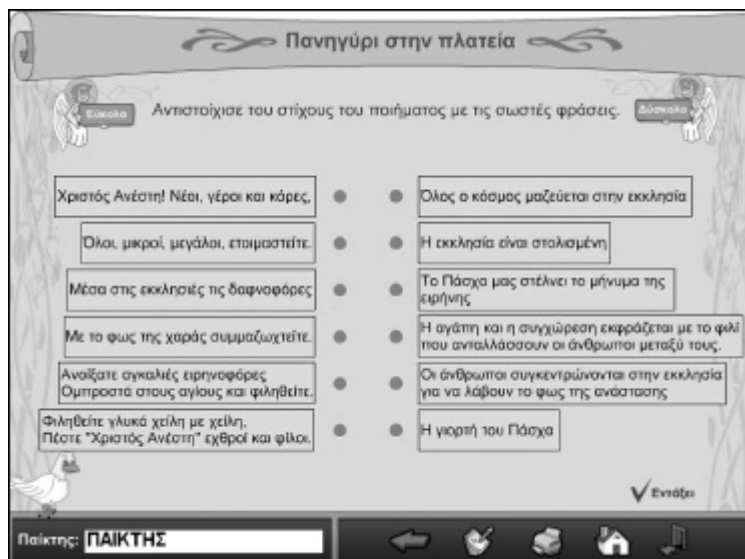 Πανηγύρι στην πλατεία
Εύκολο
Αντιστοίχισε του στίχους του ποιήματος με τις σωστές φράσεις.
Δύσκολο
Χριστός Ανέστη! Νέοι, γέροι και κόρες,
Όλος ο κόσμος μαζεύεται στην εκκλησία
Όλοι, μικροί, μεγάλοι, ετοιμαστείτε.
Η εκκλησία είναι στολισμένη
Μέσα στις εκκλησιές τις δαφνοφόρες
Το Πάσχα μας στέλνει το μήνυμα της
ειρήνης
Με το φως της χαράς συμμαζωχτείτε.
Η αγάπη και η συγχώρεση εκφράζεται με το φιλί
που ανταλλάσσουν οι άνθρωποι μεταξύ τους.
Ανοίξατε αγκαλιές ειρηνοφόρες
Ομπροστά στους αγίους και φιληθείτε.
Οι άνθρωποι συγκεντρώνονται στην εκκλησία
για να λάβουν το φως της ανάστασης
Φιληθείτε γλυκά χείλη με χείλη,
Πέστε "Χριστός Ανέστη" εχθροί και φίλοι.
Η γιορτή του Πάσχα
Εντάξει
Παίκτης: ΠΑΙΚΤΗΣ